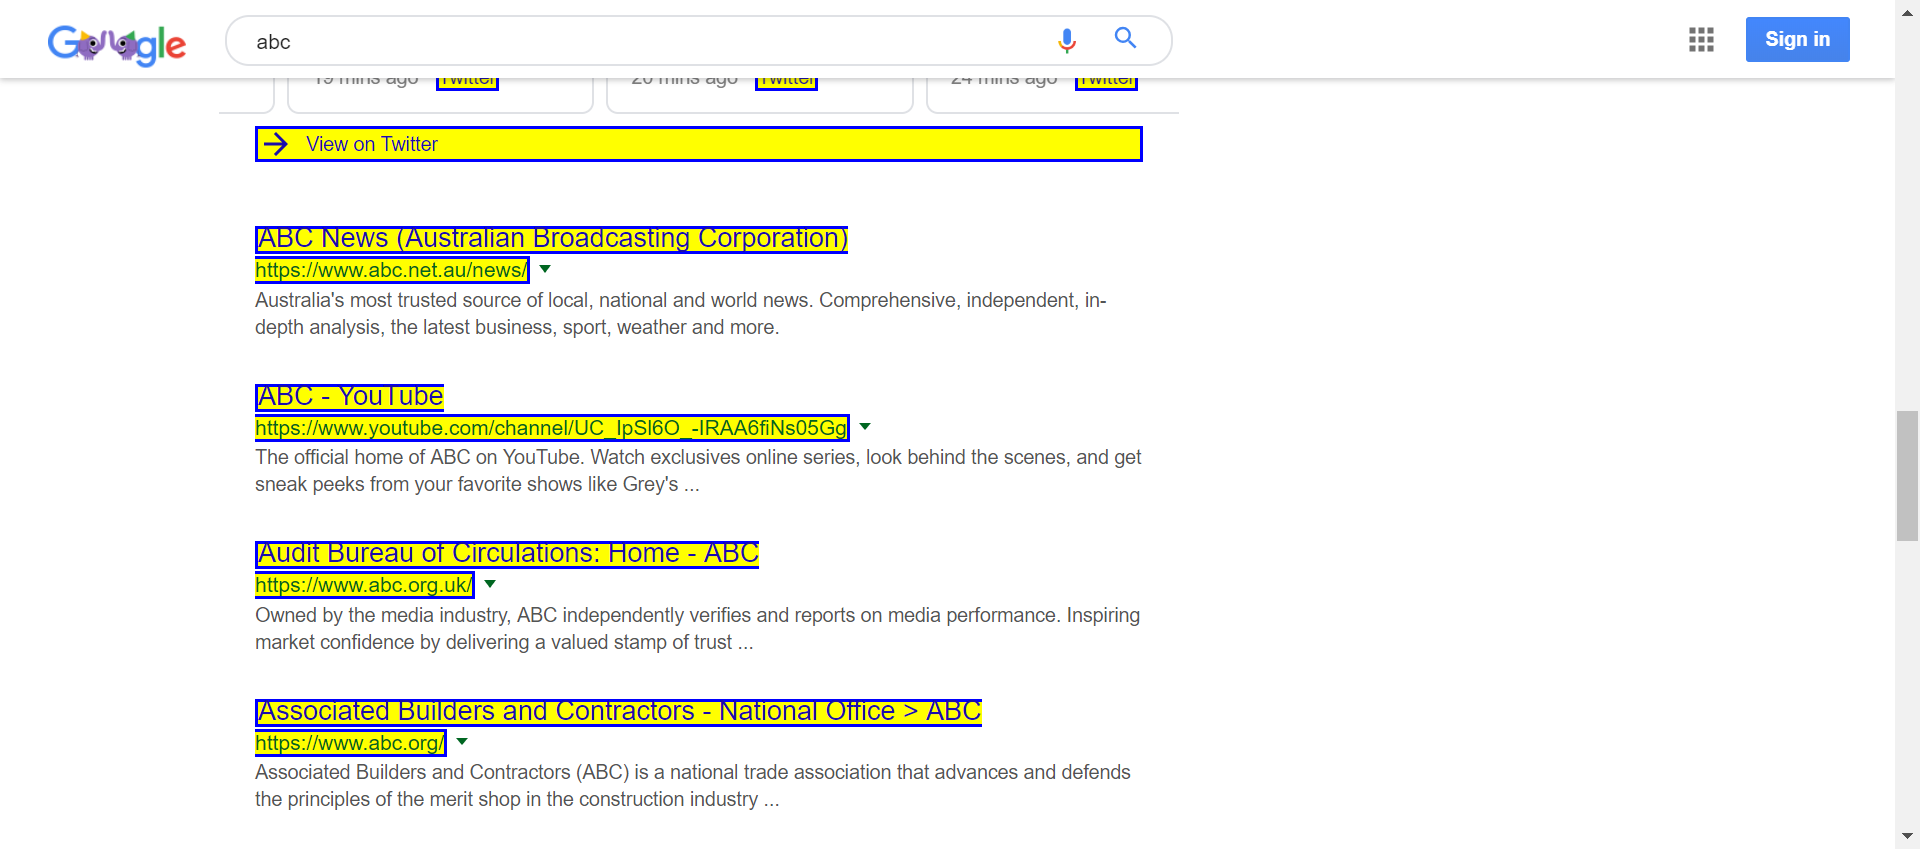 Google
abc
Sign in
19 mins ago Twitter
20 mins ago Twitter
24 mins ago Twitter
View on Twitter
ABC News (Australian Broadcasting Corporation)
https://www.abc.net.au/news/
Australia's most trusted source of local, national and world news. Comprehensive, independent, in-
depth analysis, the latest business, sport, weather and more.
ABC - YouTube
https://www.youtube.com/channel/UC_IpSl6O_-IRAA6fiNs05Gg
The official home of ABC on YouTube. Watch exclusives online series, look behind the scenes, and get
sneak peeks from your favorite shows like Grey's ...
Audit Bureau of Circulations: Home - ABC
https://www.abc.org.uk/
Owned by the media industry, ABC independently verifies and reports on media performance. Inspiring
market confidence by delivering a valued stamp of trust ...
Associated Builders and Contractors - National Office > ABC
https://www.abc.org/
Associated Builders and Contractors (ABC) is a national trade association that advances and defends
the principles of the merit shop in the construction industry ...